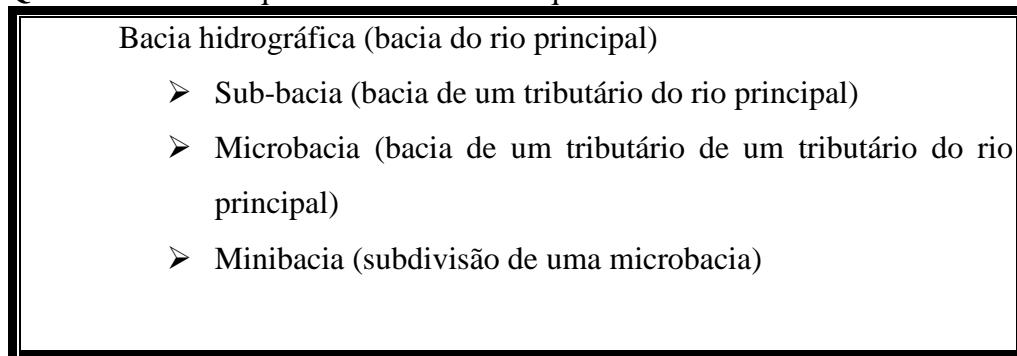 Bacia hidrográfica (bacia do rio principal)
➢ Sub-bacia (bacia de um tributário do rio principal)
➢ Microbacia (bacia de um tributário de um tributário do rio
principal)
➢ Minibacia (subdivisão de uma microbacia)